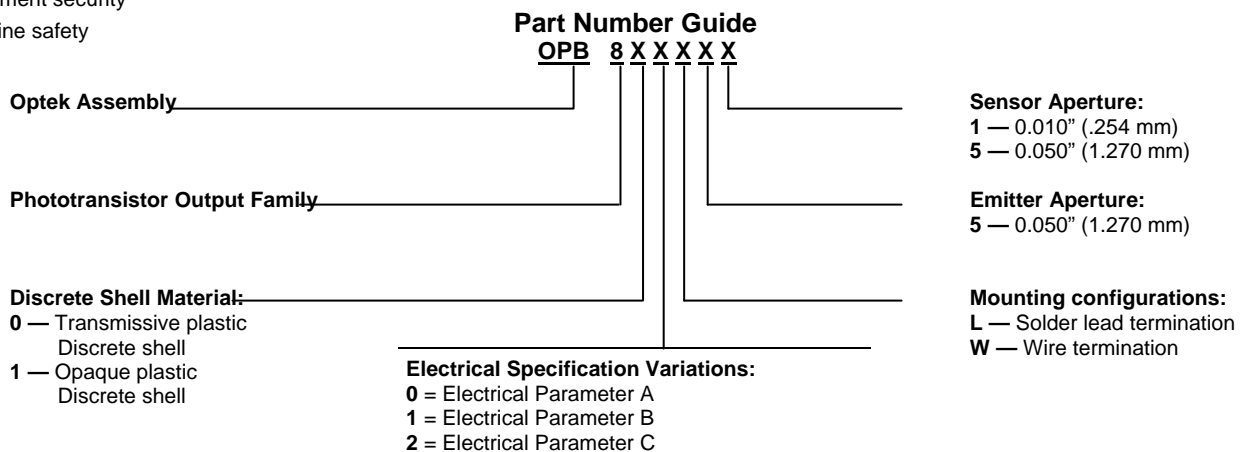 ment security
ine safety
Part Number Guide
OPB 8 X X X X X
Optek Assembly
Phototransistor Output Family
Discrete Shell Material:
0 — Transmissive plastic
Discrete shell
1 — Opaque plastic
Discrete shell
Electrical Specification Variations:
0 = Electrical Parameter A
1 = Electrical Parameter B
2 = Electrical Parameter C
Sensor Aperture:
1 — 0.010” (.254 mm)
5 — 0.050” (1.270 mm)
Emitter Aperture:
5 — 0.050” (1.270 mm)
Mounting configurations:
L — Solder lead termination
W — Wire termination